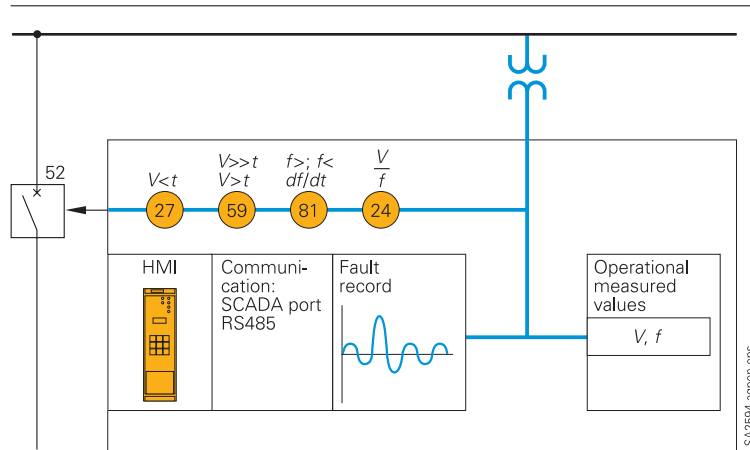 52
V<t
V>>t
V>t
f>; f<
df/dt
V
f
27
59
81
24
HMI
Communi-
cation:
SCADA port
RS485
Fault
record
Operational
measured
values
V, f